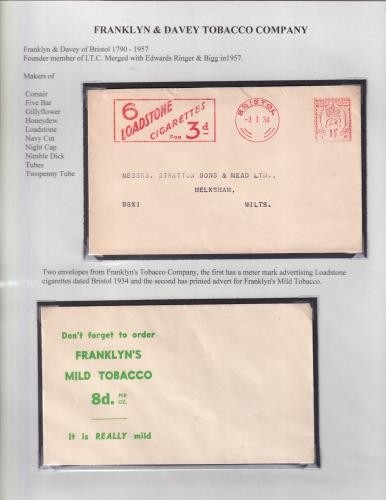 FRANKLYN & DAVEY TOBACCO COMPANY
Franklyn & Davey of Bristol 1790 - 1957
Founder member of I.T.C. Merged with Edwards Ringer & Bigg in1957.
Makers of
Corsair
Five Bar
Gillyflower
Honeydew
Loadstone
Navy Cut
Night Cap
Nimble Dick
Tubes
Twopenny Tube
6
LOADSTONE
CIGARETTES
FOR 3d
BRISTOL
-3 1 34
MESSRS. STRATTON SONS & MEAD LTD.,
MELKSHAM,
DSX1 WILTS.
Two envelopes from Franklyn's Tobacco Company, the first has a meter mark advertising Loadstone
cigarettes dated Bristol 1934 and the second has printed advert for Franklyn's Mild Tobacco.
Don't forget to order
FRANKLYN'S
MILD TOBACCO
8d. PER OZ.
It is REALLY mild